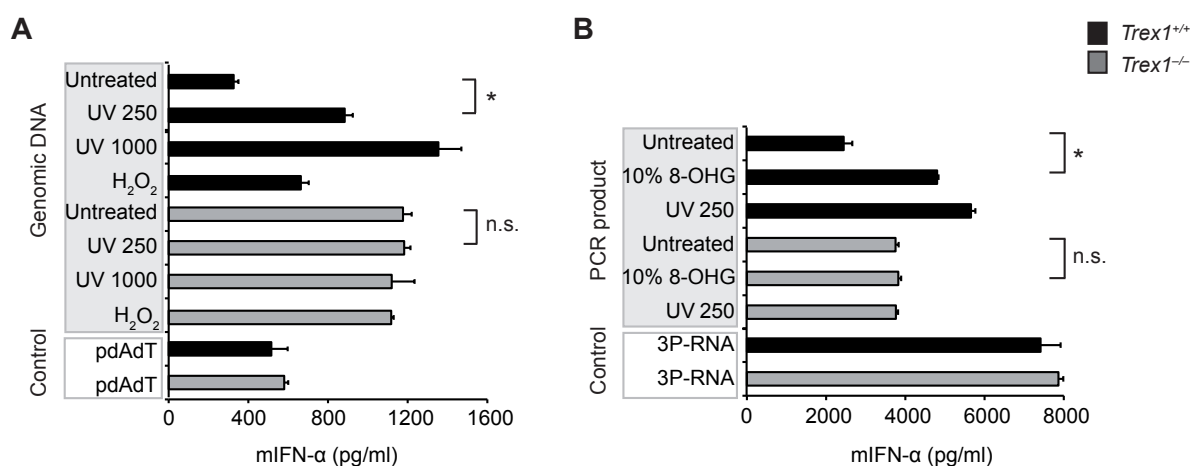 A
Genomic DNA
Untreated
UV 250
UV 1000
H₂O₂
Untreated
UV 250
UV 1000
H₂O₂
Control
pdAdT
pdAdT
*
n.s.
0 400 800 1200 1600
mIFN-α (pg/ml)
B
Trex1⁺/⁺
Trex1⁻/⁻
PCR product
Untreated
10% 8-OHG
UV 250
Untreated
10% 8-OHG
UV 250
Control
3P-RNA
3P-RNA
*
n.s.
0 2000 4000 6000 8000
mIFN-α (pg/ml)